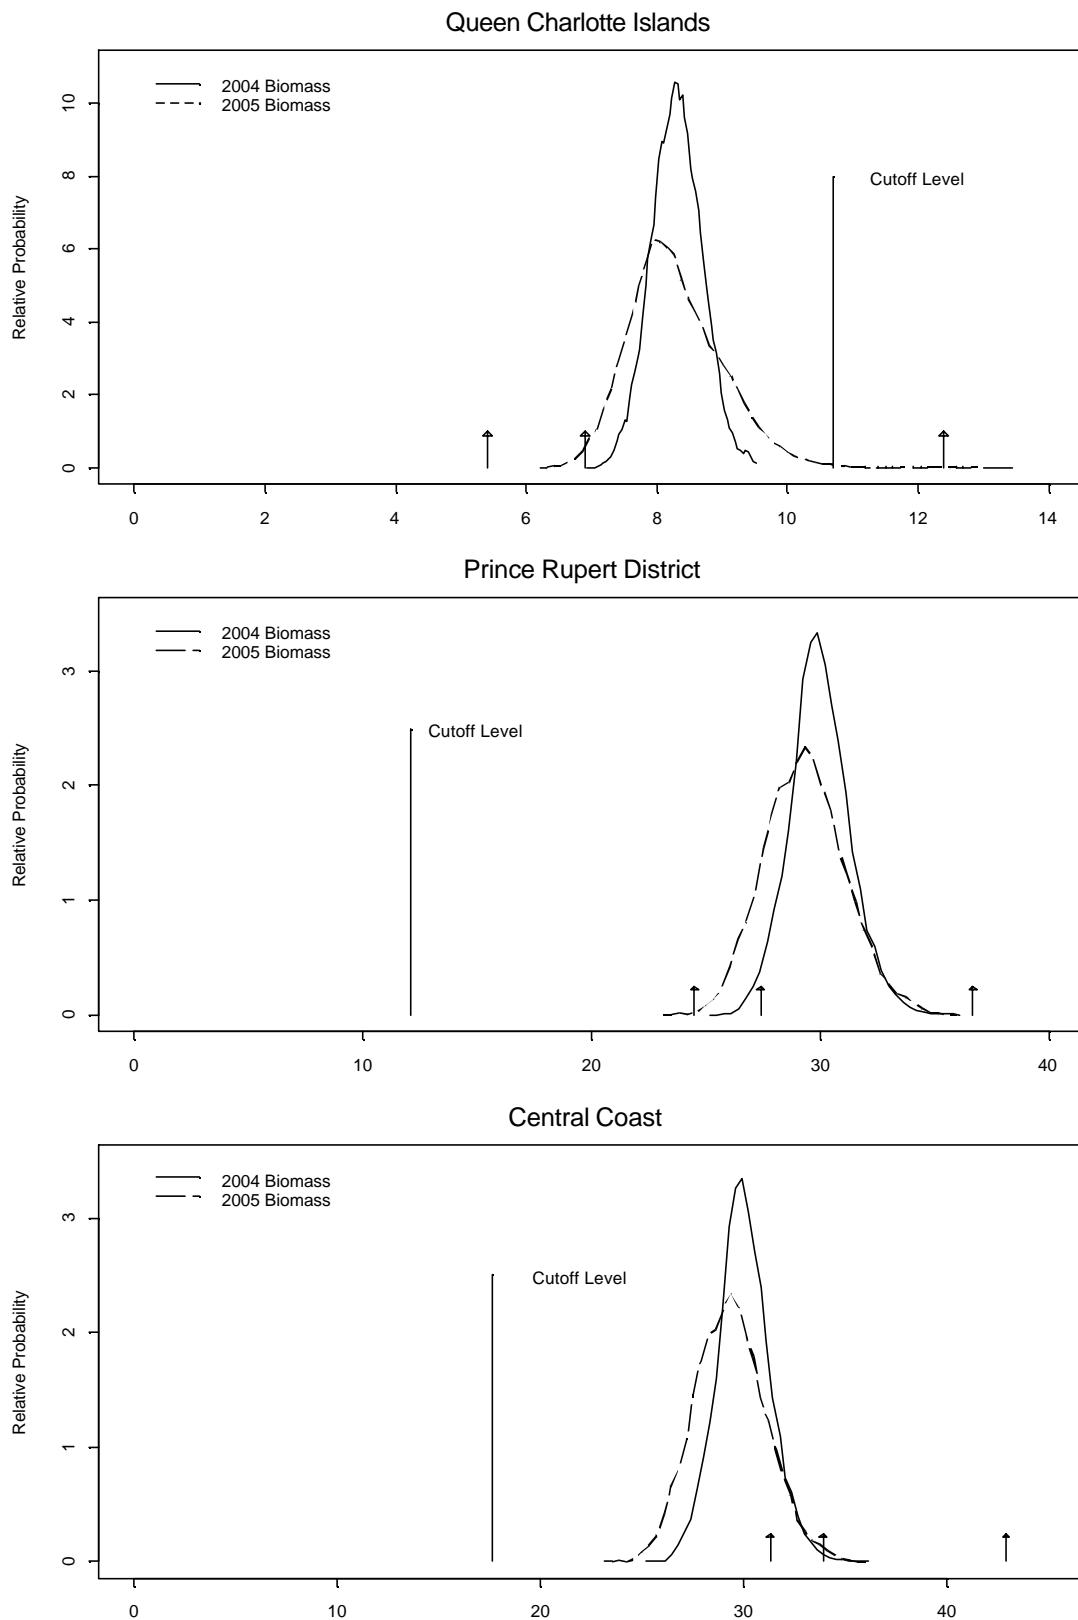 Queen Charlotte Islands
2004 Biomass
2005 Biomass
Cutoff Level
Relative Probability
0 2 4 6 8 10
0 2 4 6 8 10 12 14
Prince Rupert District
2004 Biomass
2005 Biomass
Cutoff Level
Relative Probability
0 1 2 3
0 10 20 30 40
Central Coast
2004 Biomass
2005 Biomass
Cutoff Level
Relative Probability
0 1 2 3
0 10 20 30 40